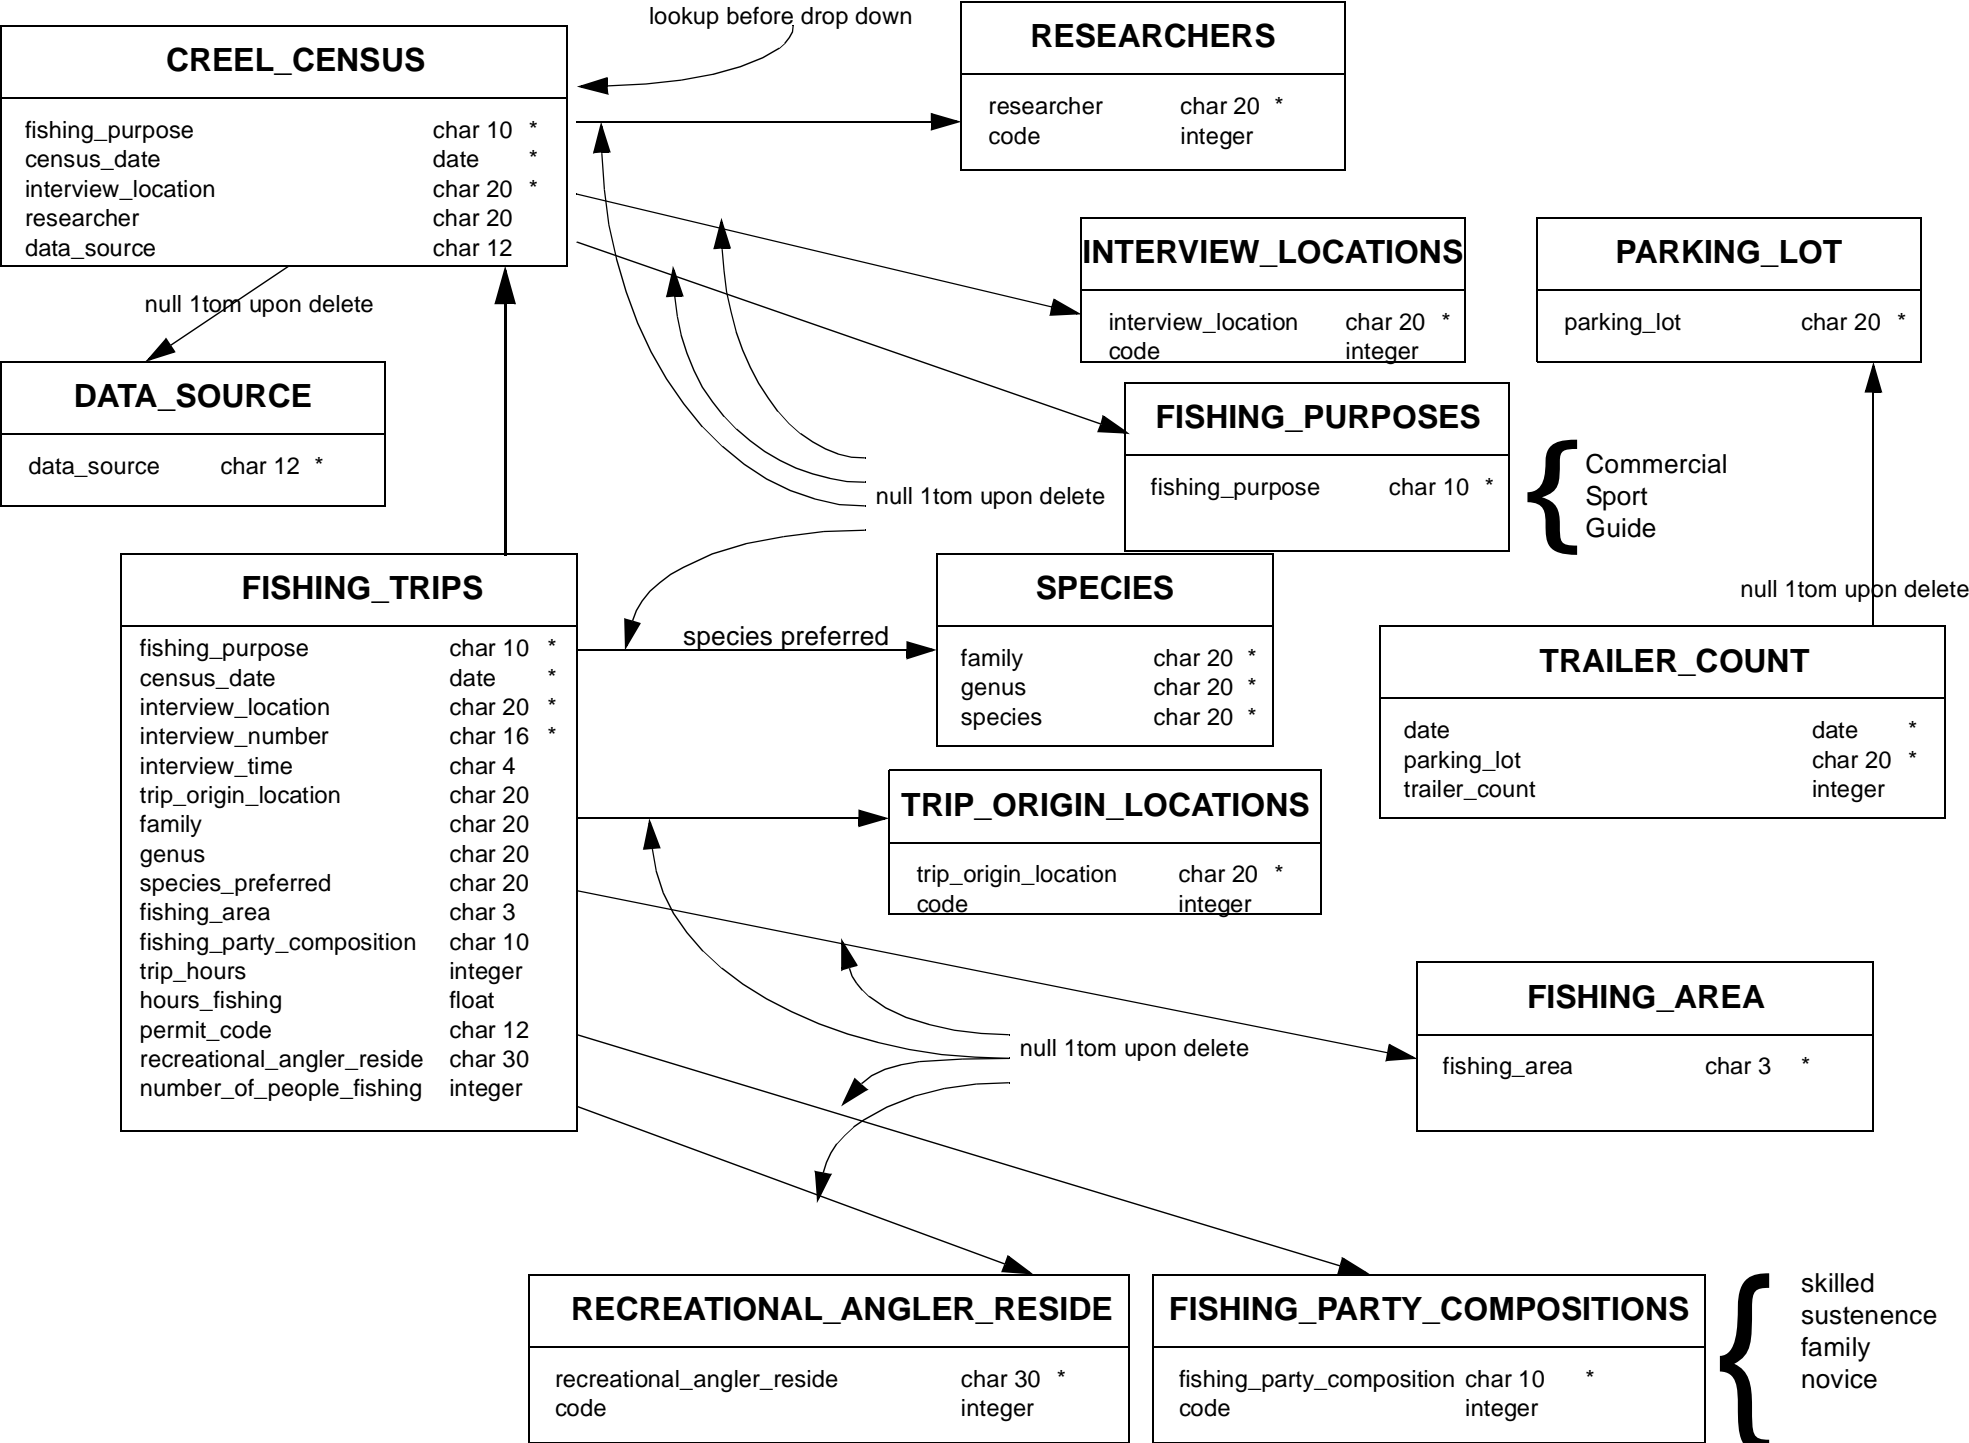 lookup before drop down
CREEL_CENSUS
fishing_purpose char 10 *
census_date date *
interview_location char 20 *
researcher char 20
data_source char 12
RESEARCHERS
researcher char 20 *
code integer
INTERVIEW_LOCATIONS
interview_location char 20 *
code integer
PARKING_LOT
parking_lot char 20 *
null 1tom upon delete
DATA_SOURCE
data_source char 12 *
FISHING_PURPOSES
fishing_purpose char 10 *
{
Commercial
Sport
Guide
null 1tom upon delete
null 1tom upon delete
FISHING_TRIPS
fishing_purpose char 10 *
census_date date *
interview_location char 20 *
interview_number char 16 *
interview_time char 4
trip_origin_location char 20
family char 20
genus char 20
species_preferred char 20
fishing_area char 3
fishing_party_composition char 10
trip_hours integer
hours_fishing float
permit_code char 12
recreational_angler_reside char 30
number_of_people_fishing integer
species preferred
SPECIES
family char 20 *
genus char 20 *
species char 20 *
TRAILER_COUNT
date date *
parking_lot char 20 *
trailer_count integer
TRIP_ORIGIN_LOCATIONS
trip_origin_location char 20 *
code integer
FISHING_AREA
fishing_area char 3 *
null 1tom upon delete
RECREATIONAL_ANGLER_RESIDE
recreational_angler_reside char 30 *
code integer
FISHING_PARTY_COMPOSITIONS
fishing_party_composition char 10 *
code integer
{
skilled
sustenence
family
novice